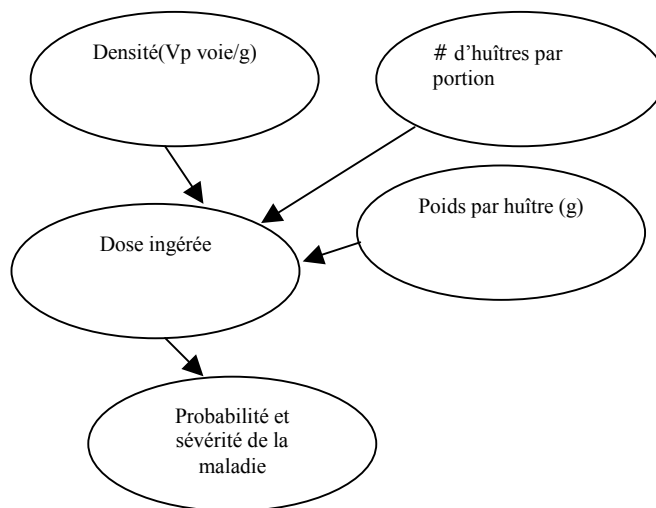 Densité(Vp voie/g)
# d'huîtres par
portion
Poids par huître (g)
Dose ingérée
Probabilité et
sévérité de la
maladie